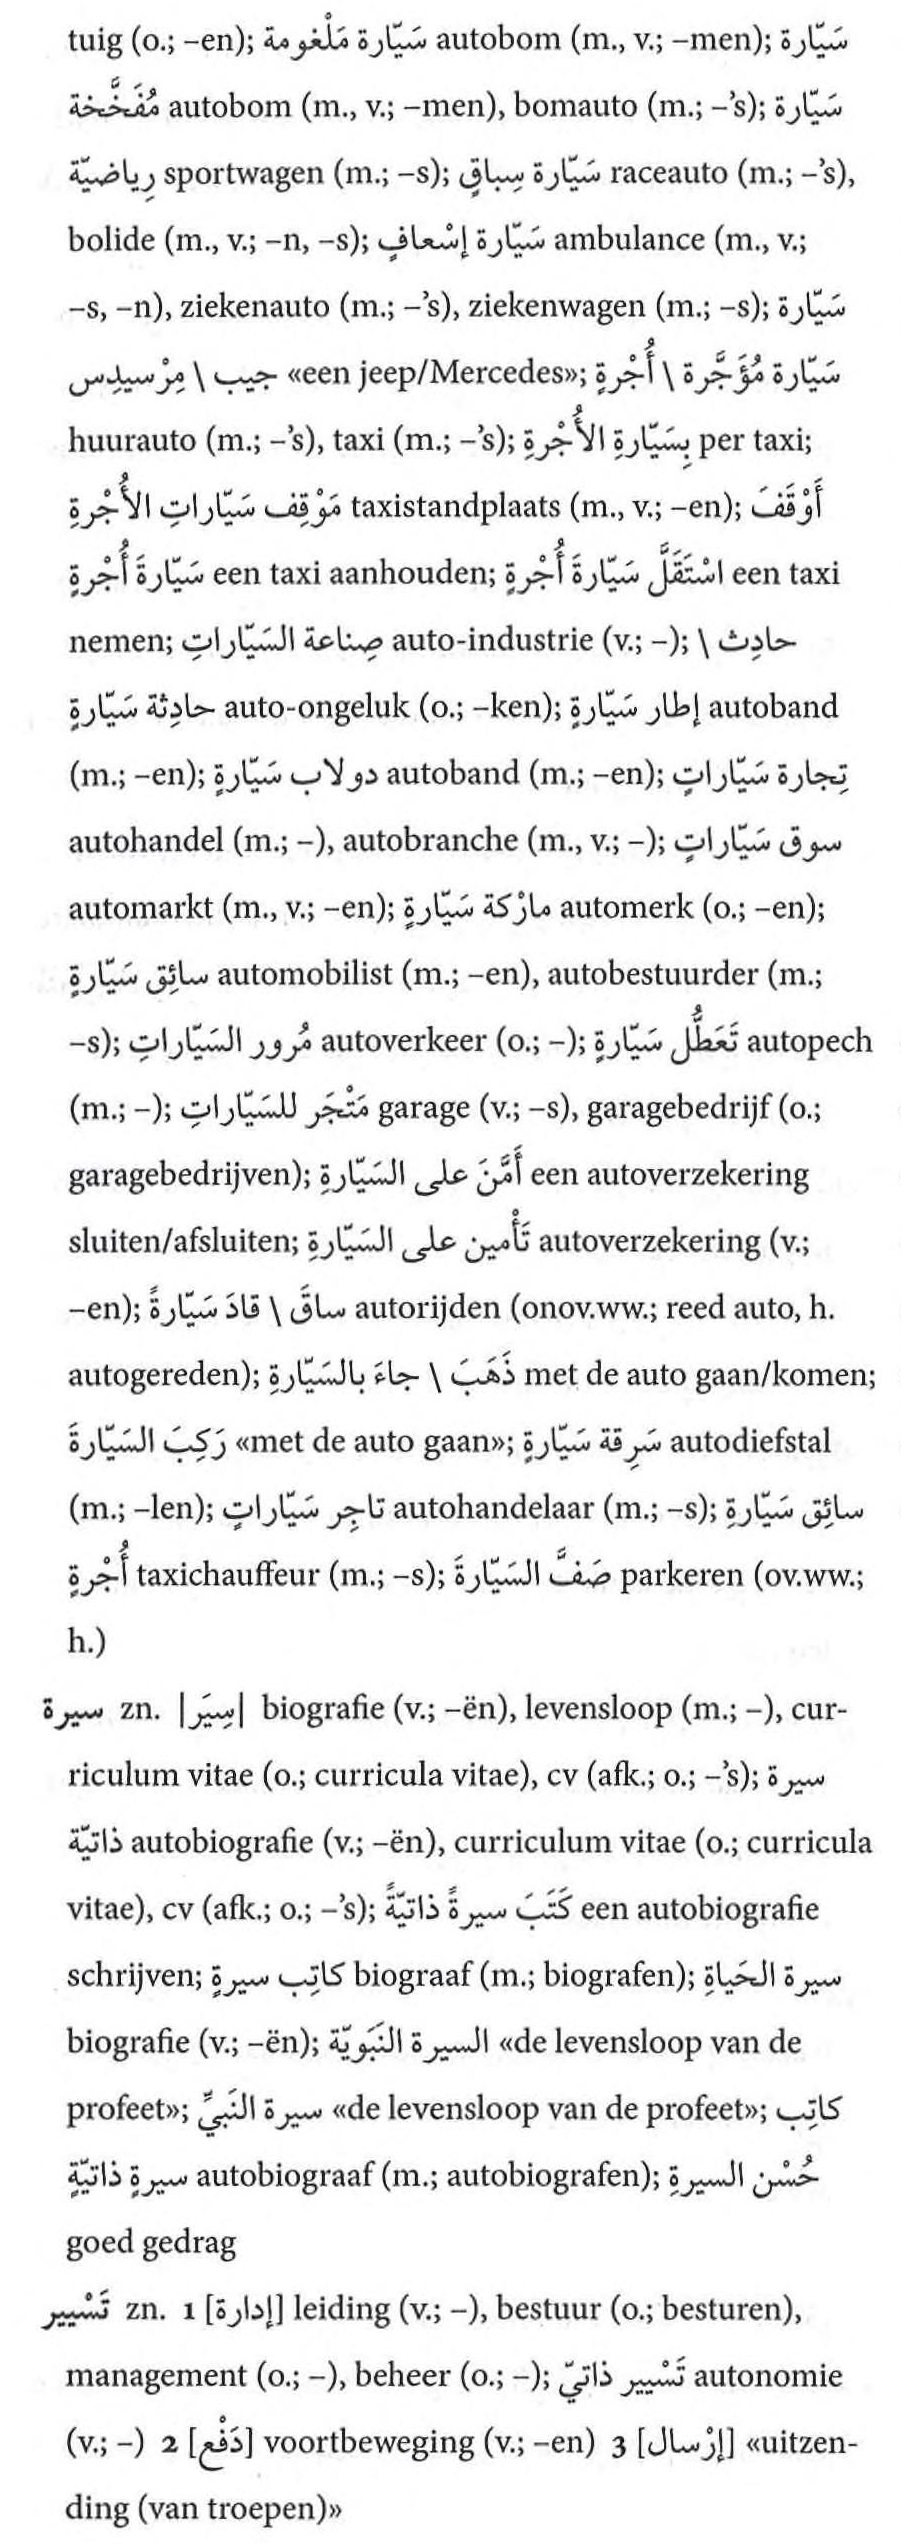 tuig (o.; –en); سَيّارة مَلْغومة autobom (m., v.; –men); سَيّارة
مُفَخَّخة autobom (m., v.; –men), bomauto (m.; –’s); سَيّارة
رِياضيّة sportwagen (m.; –s); سَيّارة سِباقٍ raceauto (m.; –’s),
bolide (m., v.; –n, –s); سَيّارة إسْعافٍ ambulance (m., v.;
–s, –n), ziekenauto (m.; –’s), ziekenwagen (m.; –s); سَيّارة
جيب \ مِرْسيدِس «een jeep/Mercedes»; سَيّارة مُؤَجَّرة \ أُجْرةٍ
huurauto (m.; –’s), taxi (m.; –’s); بِسَيّارةِ الأُجْرةِ per taxi;
مَوْقِف سَيّاراتِ الأُجْرةِ taxistandplaats (m., v.; –en); أَوْقَفَ
سَيّارةَ أُجْرةٍ een taxi aanhouden; اسْتَقَلَّ سَيّارةَ أُجْرةٍ een taxi
nemen; صِناعة السَيّاراتِ auto-industrie (v.; –); حادِث \
حادِثة سَيّارةٍ auto-ongeluk (o.; –ken); إطار سَيّارةٍ autoband
(m.; –en); دولاب سَيّارةٍ autoband (m.; –en); تِجارة سَيّاراتٍ
autohandel (m.; –), autobranche (m., v.; –); سوق سَيّاراتٍ
automarkt (m., v.; –en); مارْكة سَيّارةٍ automerk (o.; –en);
سائِق سَيّارةٍ automobilist (m.; –en), autobestuurder (m.;
–s); مُرور السَيّاراتِ autoverkeer (o.; –); تَعَطُّل سَيّارةٍ autopech
(m.; –); مَتْجَر للسَيّاراتِ garage (v.; –s), garagebedrijf (o.;
garagebedrijven); أَمَّنَ على السَيّارةِ een autoverzekering
sluiten/afsluiten; تَأْمين على السَيّارةِ autoverzekering (v.;
–en); ساقَ \ قادَ سَيّارةً autorijden (onov.ww.; reed auto, h.
autogereden); ذَهَبَ \ جاءَ بالسَيّارةِ met de auto gaan/komen;
رَكِبَ السَيّارةَ «met de auto gaan»; سَرِقة سَيّارةٍ autodiefstal
(m.; –len); تاجِر سَيّاراتٍ autohandelaar (m.; –s); سائِق سَيّارةِ
أُجْرةٍ taxichauffeur (m.; –s); صَفَّ السَيّارةَ parkeren (ov.ww.;
h.)
سيرة zn. |سِيَر| biografie (v.; –ën), levensloop (m.; –), cur-
riculum vitae (o.; curricula vitae), cv (afk.; o.; –’s); سيرة
ذاتيّة autobiografie (v.; –ën), curriculum vitae (o.; curricula
vitae), cv (afk.; o.; –’s); كَتَبَ سيرةً ذاتيّةً een autobiografie
schrijven; كاتِب سيرةٍ biograaf (m.; biografen); سيرة الحَياةِ
biografie (v.; –ën); السيرة النَبَويّة «de levensloop van de
profeet»; سيرة النَبيِّ «de levensloop van de profeet»; كاتِب
سيرةٍ ذاتيّةٍ autobiograaf (m.; autobiografen); حُسْن السيرةِ
goed gedrag
تَسْيير zn. 1 [إدارة] leiding (v.; –), bestuur (o.; besturen),
management (o.; –), beheer (o.; –); تَسْيير ذاتيّ autonomie
(v.; –) 2 [دَفْع] voortbeweging (v.; –en) 3 [إرْسال] «uitzen-
ding (van troepen)»